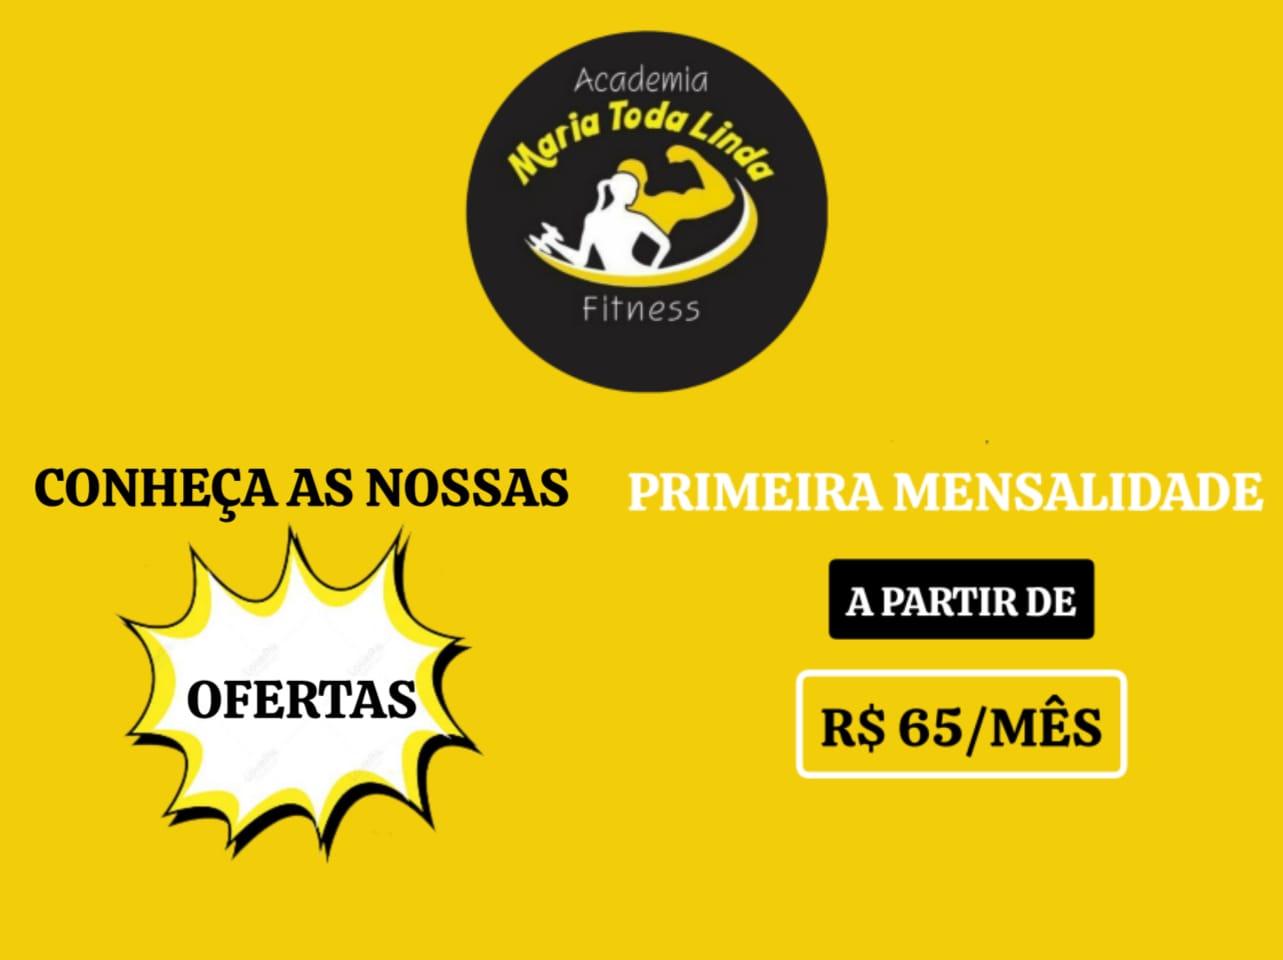 Academia
Maria Toda Linda
Fitness
CONHEÇA AS NOSSAS
OFERTAS
PRIMEIRA MENSALIDADE
A PARTIR DE
R$ 65/MÊS